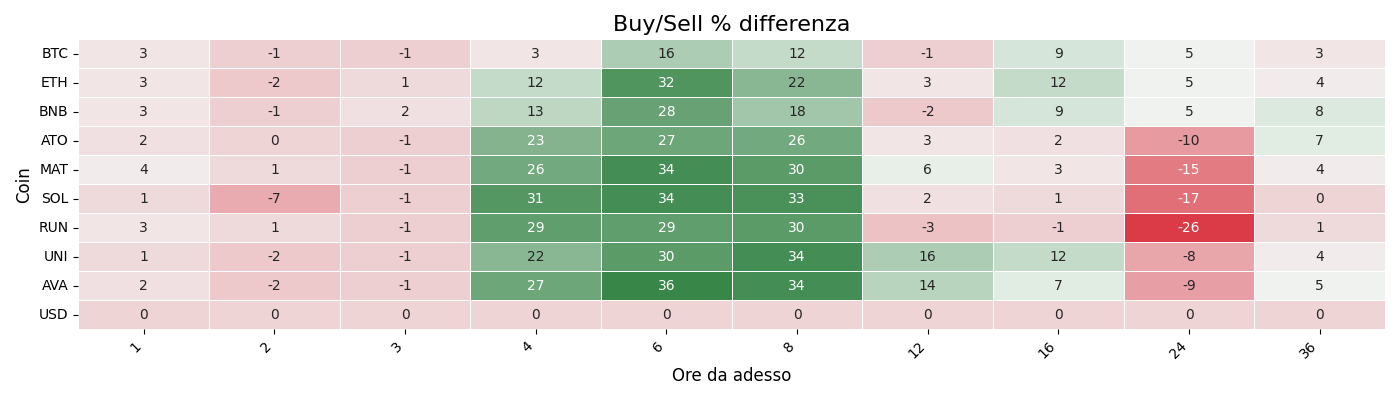 Buy/Sell % differenza
Coin
BTC 3 -1 -1 3 16 12 -1 9 5 3
ETH 3 -2 1 12 32 22 3 12 5 4
BNB 3 -1 2 13 28 18 -2 9 5 8
ATO 2 0 -1 23 27 26 3 2 -10 7
MAT 4 1 -1 26 34 30 6 3 -15 4
SOL 1 -7 -1 31 34 33 2 1 -17 0
RUN 3 1 -1 29 29 30 -3 -1 -26 1
UNI 1 -2 -1 22 30 34 16 12 -8 4
AVA 2 -2 -1 27 36 34 14 7 -9 5
USD 0 0 0 0 0 0 0 0 0 0
1 2 3 4 6 8 12 16 24 36
Ore da adesso